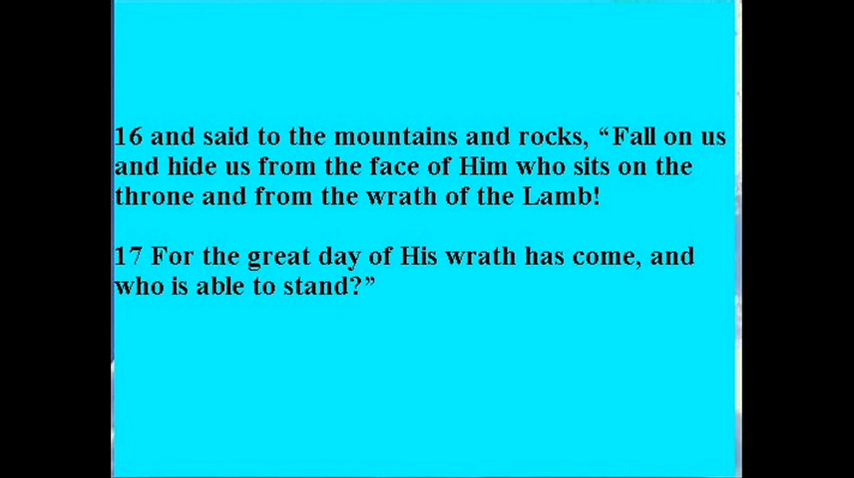 16 and said to the mountains and rocks, “Fall on us
and hide us from the face of Him who sits on the
throne and from the wrath of the Lamb!
17 For the great day of His wrath has come, and
who is able to stand?”